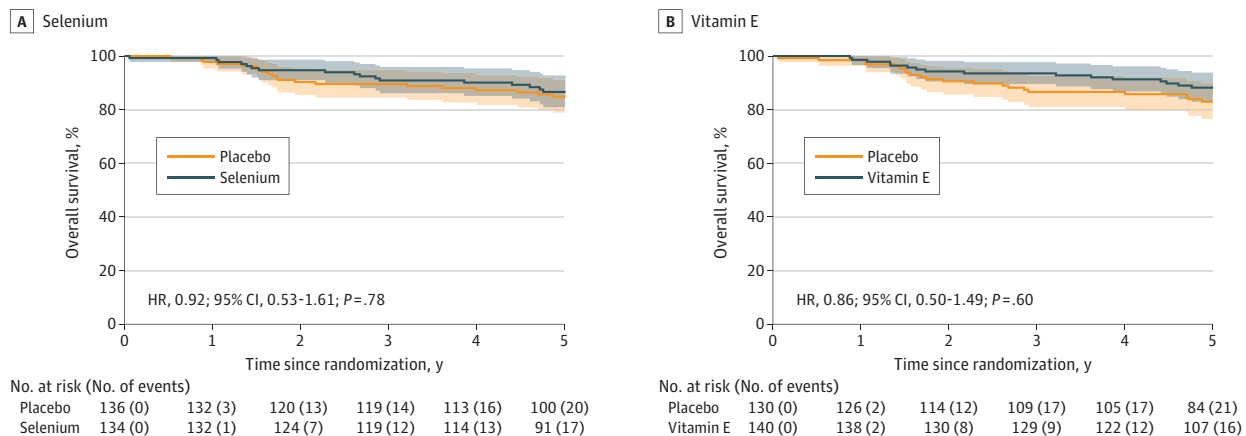 A Selenium
100
80
60
40
20
0
Overall survival, %
Placebo
Selenium
HR, 0.92; 95% CI, 0.53-1.61; P=.78
0 1 2 3 4 5
Time since randomization, y
No. at risk (No. of events)
Placebo 136 (0) 132 (3) 120 (13) 119 (14) 113 (16) 100 (20)
Selenium 134 (0) 132 (1) 124 (7) 119 (12) 114 (13) 91 (17)
B Vitamin E
100
80
60
40
20
0
Overall survival, %
Placebo
Vitamin E
HR, 0.86; 95% CI, 0.50-1.49; P=.60
0 1 2 3 4 5
Time since randomization, y
No. at risk (No. of events)
Placebo 130 (0) 126 (2) 114 (12) 109 (17) 105 (17) 84 (21)
Vitamin E 140 (0) 138 (2) 130 (8) 129 (9) 122 (12) 107 (16)